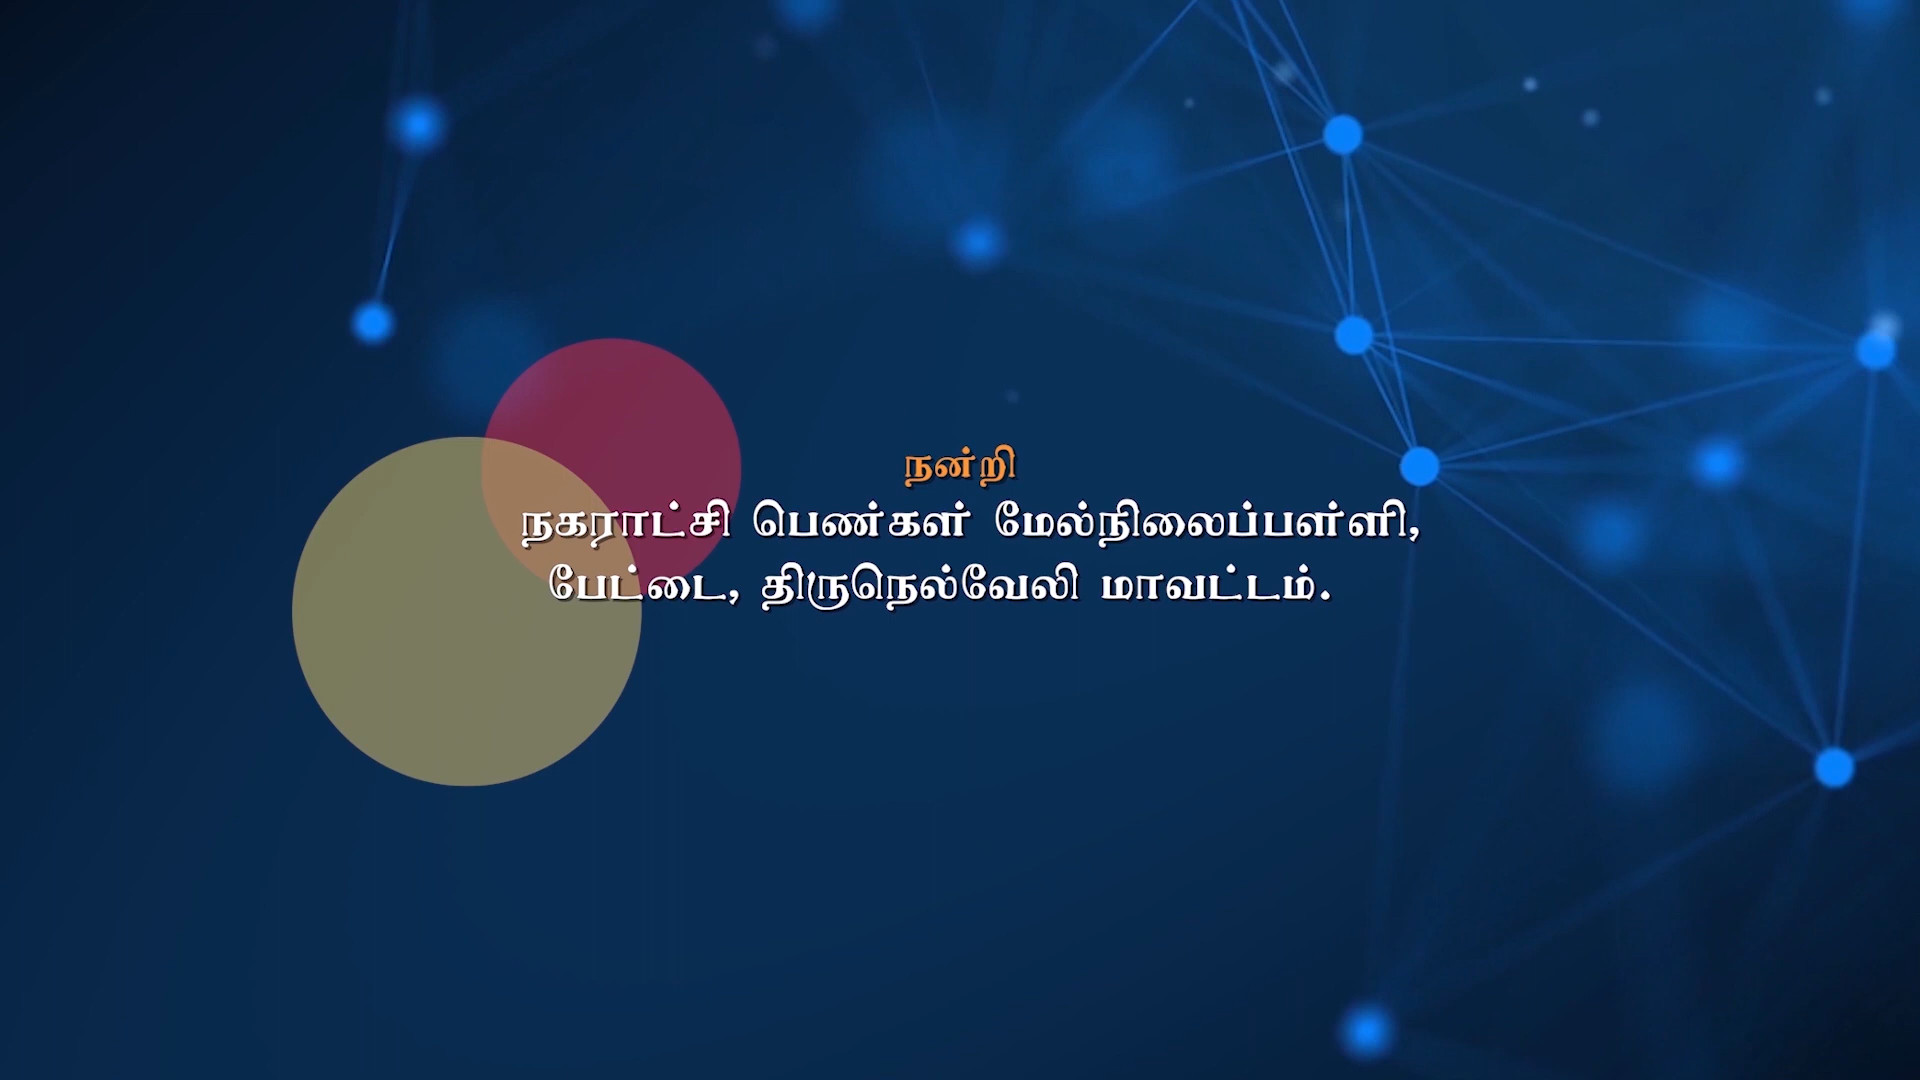 நன்றி
நகராட்சி பெண்கள் மேல்நிலைப்பள்ளி,
பேட்டை, திருநெல்வேலி மாவட்டம்.